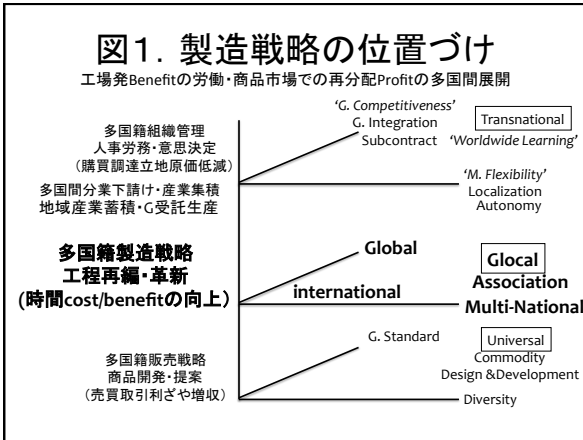 図1. 製造戦略の位置づけ
工場発Benefitの労働・商品市場での再分配Profitの多国間展開
'G. Competitiveness'
G. Integration
Subcontract
Transnational
'Worldwide Learning'
多国籍組織管理
人事労務・意思決定
(購買調達立地原価低減)
多国間分業下請け・産業集積
地域産業蓄積・G受託生産
'M. Flexibility'
Localization
Autonomy
多国籍製造戦略
工程再編・革新
(時間cost/benefitの向上)
Global
international
Glocal
Association
Multi-National
多国籍販売戦略
商品開発・提案
(売買取引利ざや増収)
G. Standard
Universal
Commodity
Design &Development
Diversity